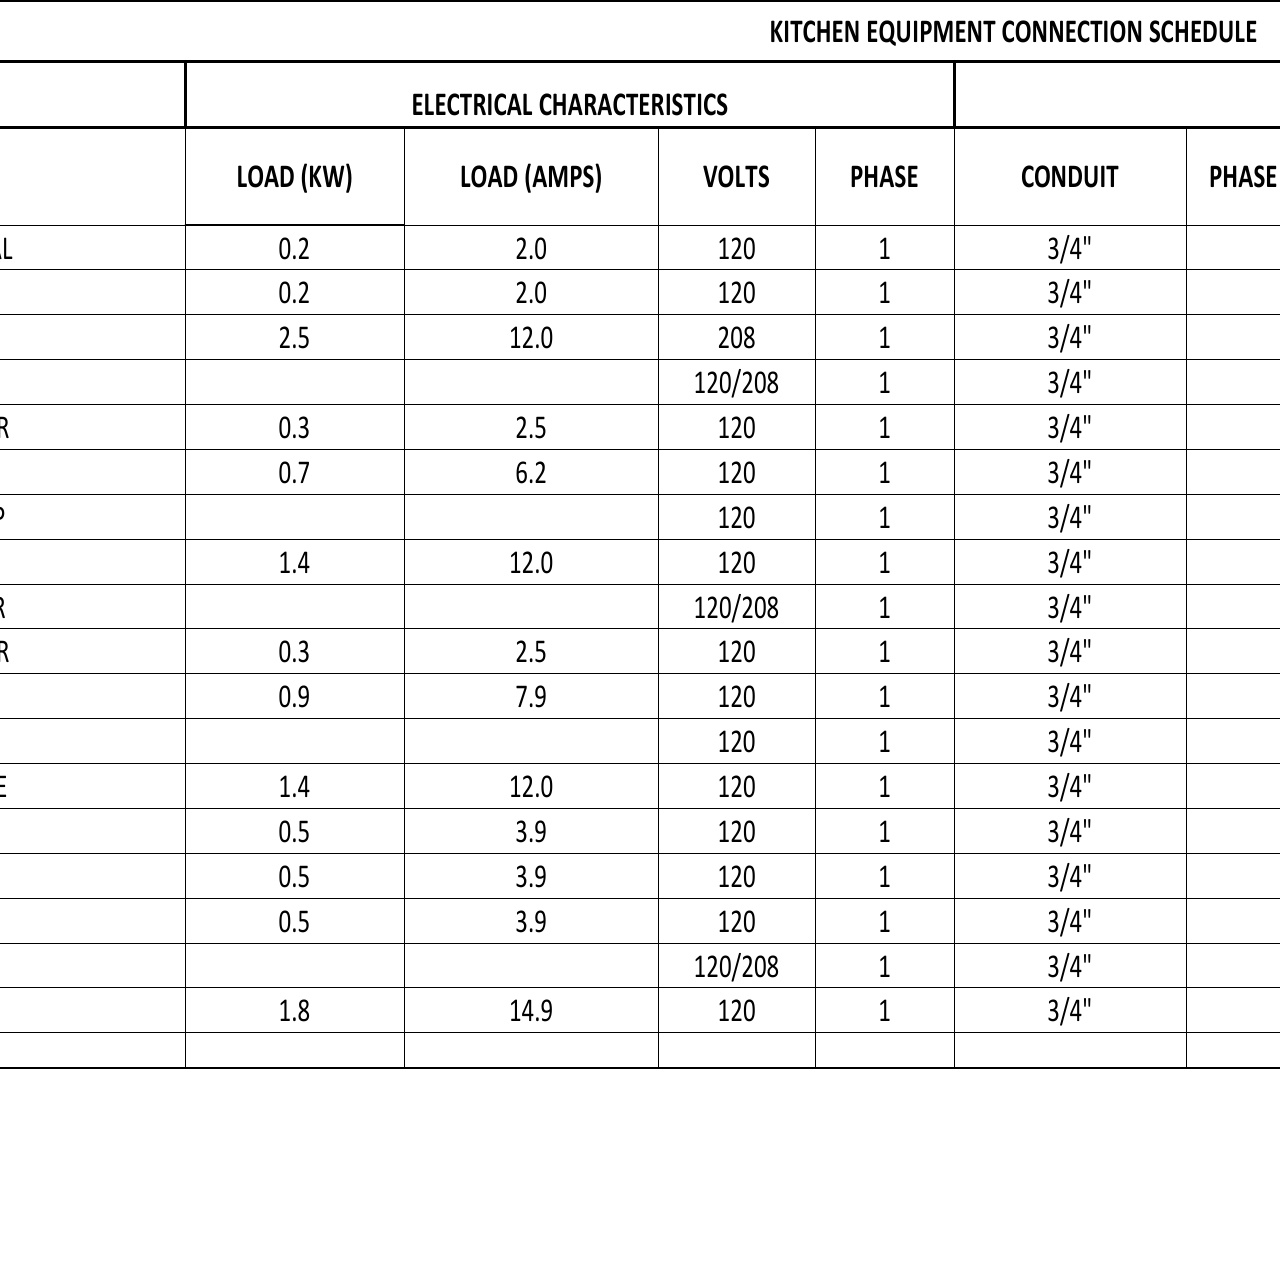 KITCHEN EQUIPMENT CONNECTION SCHEDULE
ELECTRICAL CHARACTERISTICS
LOAD (KW) LOAD (AMPS) VOLTS PHASE CONDUIT PHASE
AL 0.2 2.0 120 1 3/4"
0.2 2.0 120 1 3/4"
2.5 12.0 208 1 3/4"
120/208 1 3/4"
R 0.3 2.5 120 1 3/4"
0.7 6.2 120 1 3/4"
P 120 1 3/4"
1.4 12.0 120 1 3/4"
R 120/208 1 3/4"
R 0.3 2.5 120 1 3/4"
0.9 7.9 120 1 3/4"
120 1 3/4"
E 1.4 12.0 120 1 3/4"
0.5 3.9 120 1 3/4"
0.5 3.9 120 1 3/4"
0.5 3.9 120 1 3/4"
120/208 1 3/4"
1.8 14.9 120 1 3/4"